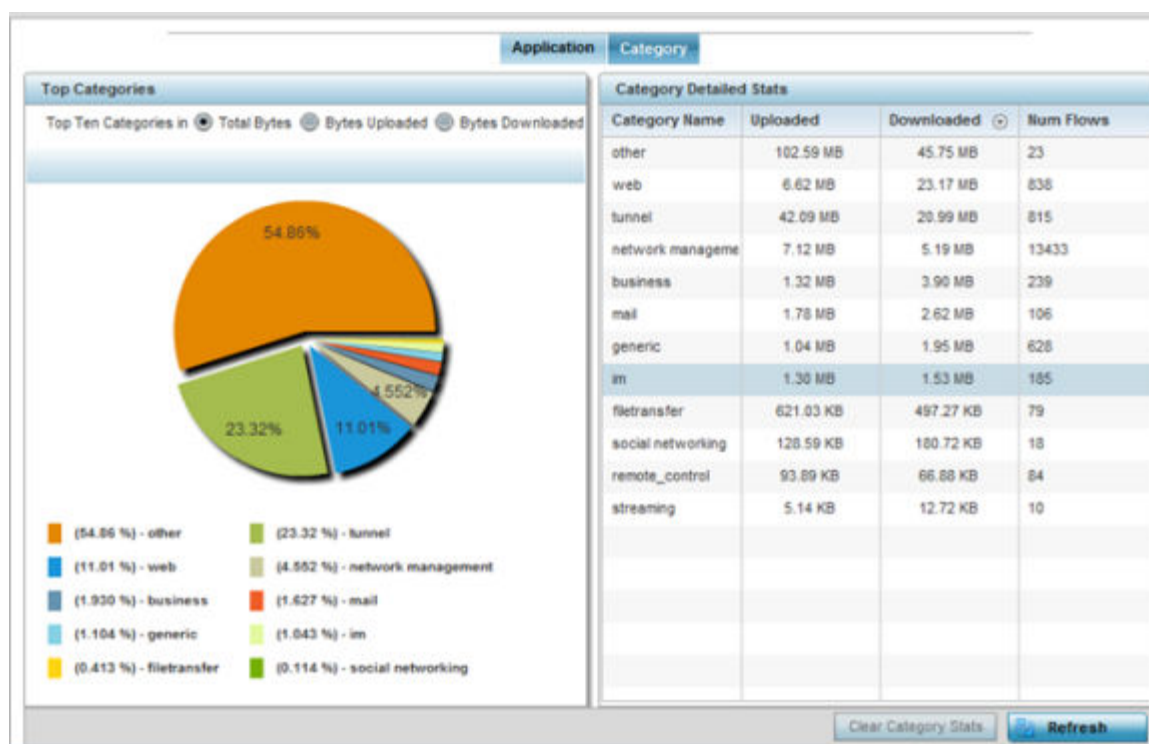 Application Category
Top Categories
Top Ten Categories in Total Bytes Bytes Uploaded Bytes Downloaded
54.86%
4.552%
23.32%
11.01%
(54.86 %) - other
(23.32 %) - tunnel
(11.01 %) - web
(4.552 %) - network management
(1.930 %) - business
(1.627 %) - mail
(1.104 %) - generic
(1.043 %) - im
(0.413 %) - filetransfer
(0.114 %) - social networking
Category Detailed Stats
Category Name Uploaded Downloaded Num Flows
other 102.59 MB 45.75 MB 23
web 6.62 MB 23.17 MB 838
tunnel 42.09 MB 20.99 MB 815
network manageme 7.12 MB 5.19 MB 13433
business 1.32 MB 3.90 MB 239
mail 1.78 MB 2.62 MB 106
generic 1.04 MB 1.95 MB 628
im 1.30 MB 1.53 MB 185
filetransfer 621.03 KB 497.27 KB 79
social networking 128.59 KB 180.72 KB 18
remote_control 93.89 KB 66.88 KB 84
streaming 5.14 KB 12.72 KB 10
Clear Category Stats Refresh